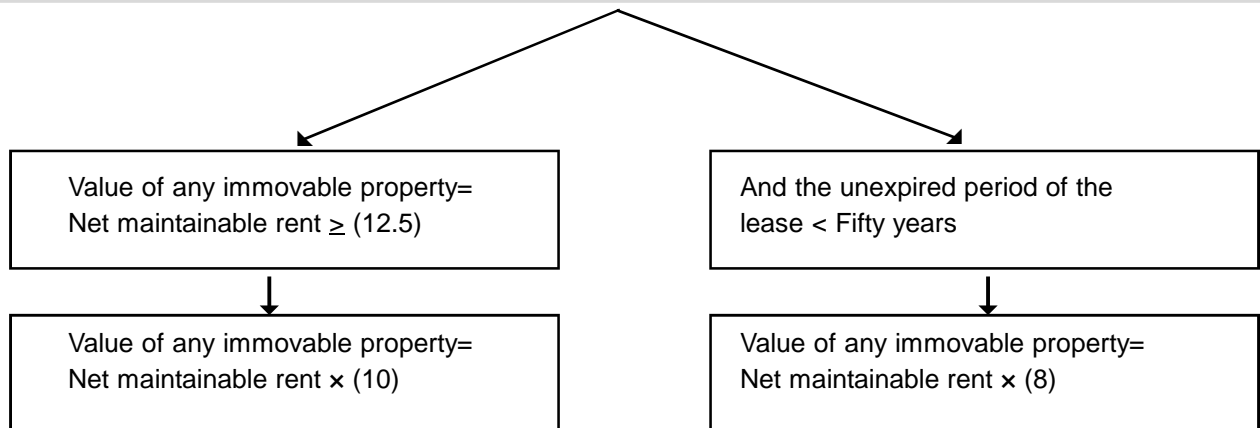 Value of any immovable property=
Net maintainable rent ≥ (12.5)
And the unexpired period of the
lease < Fifty years
Value of any immovable property=
Net maintainable rent × (10)
Value of any immovable property=
Net maintainable rent × (8)